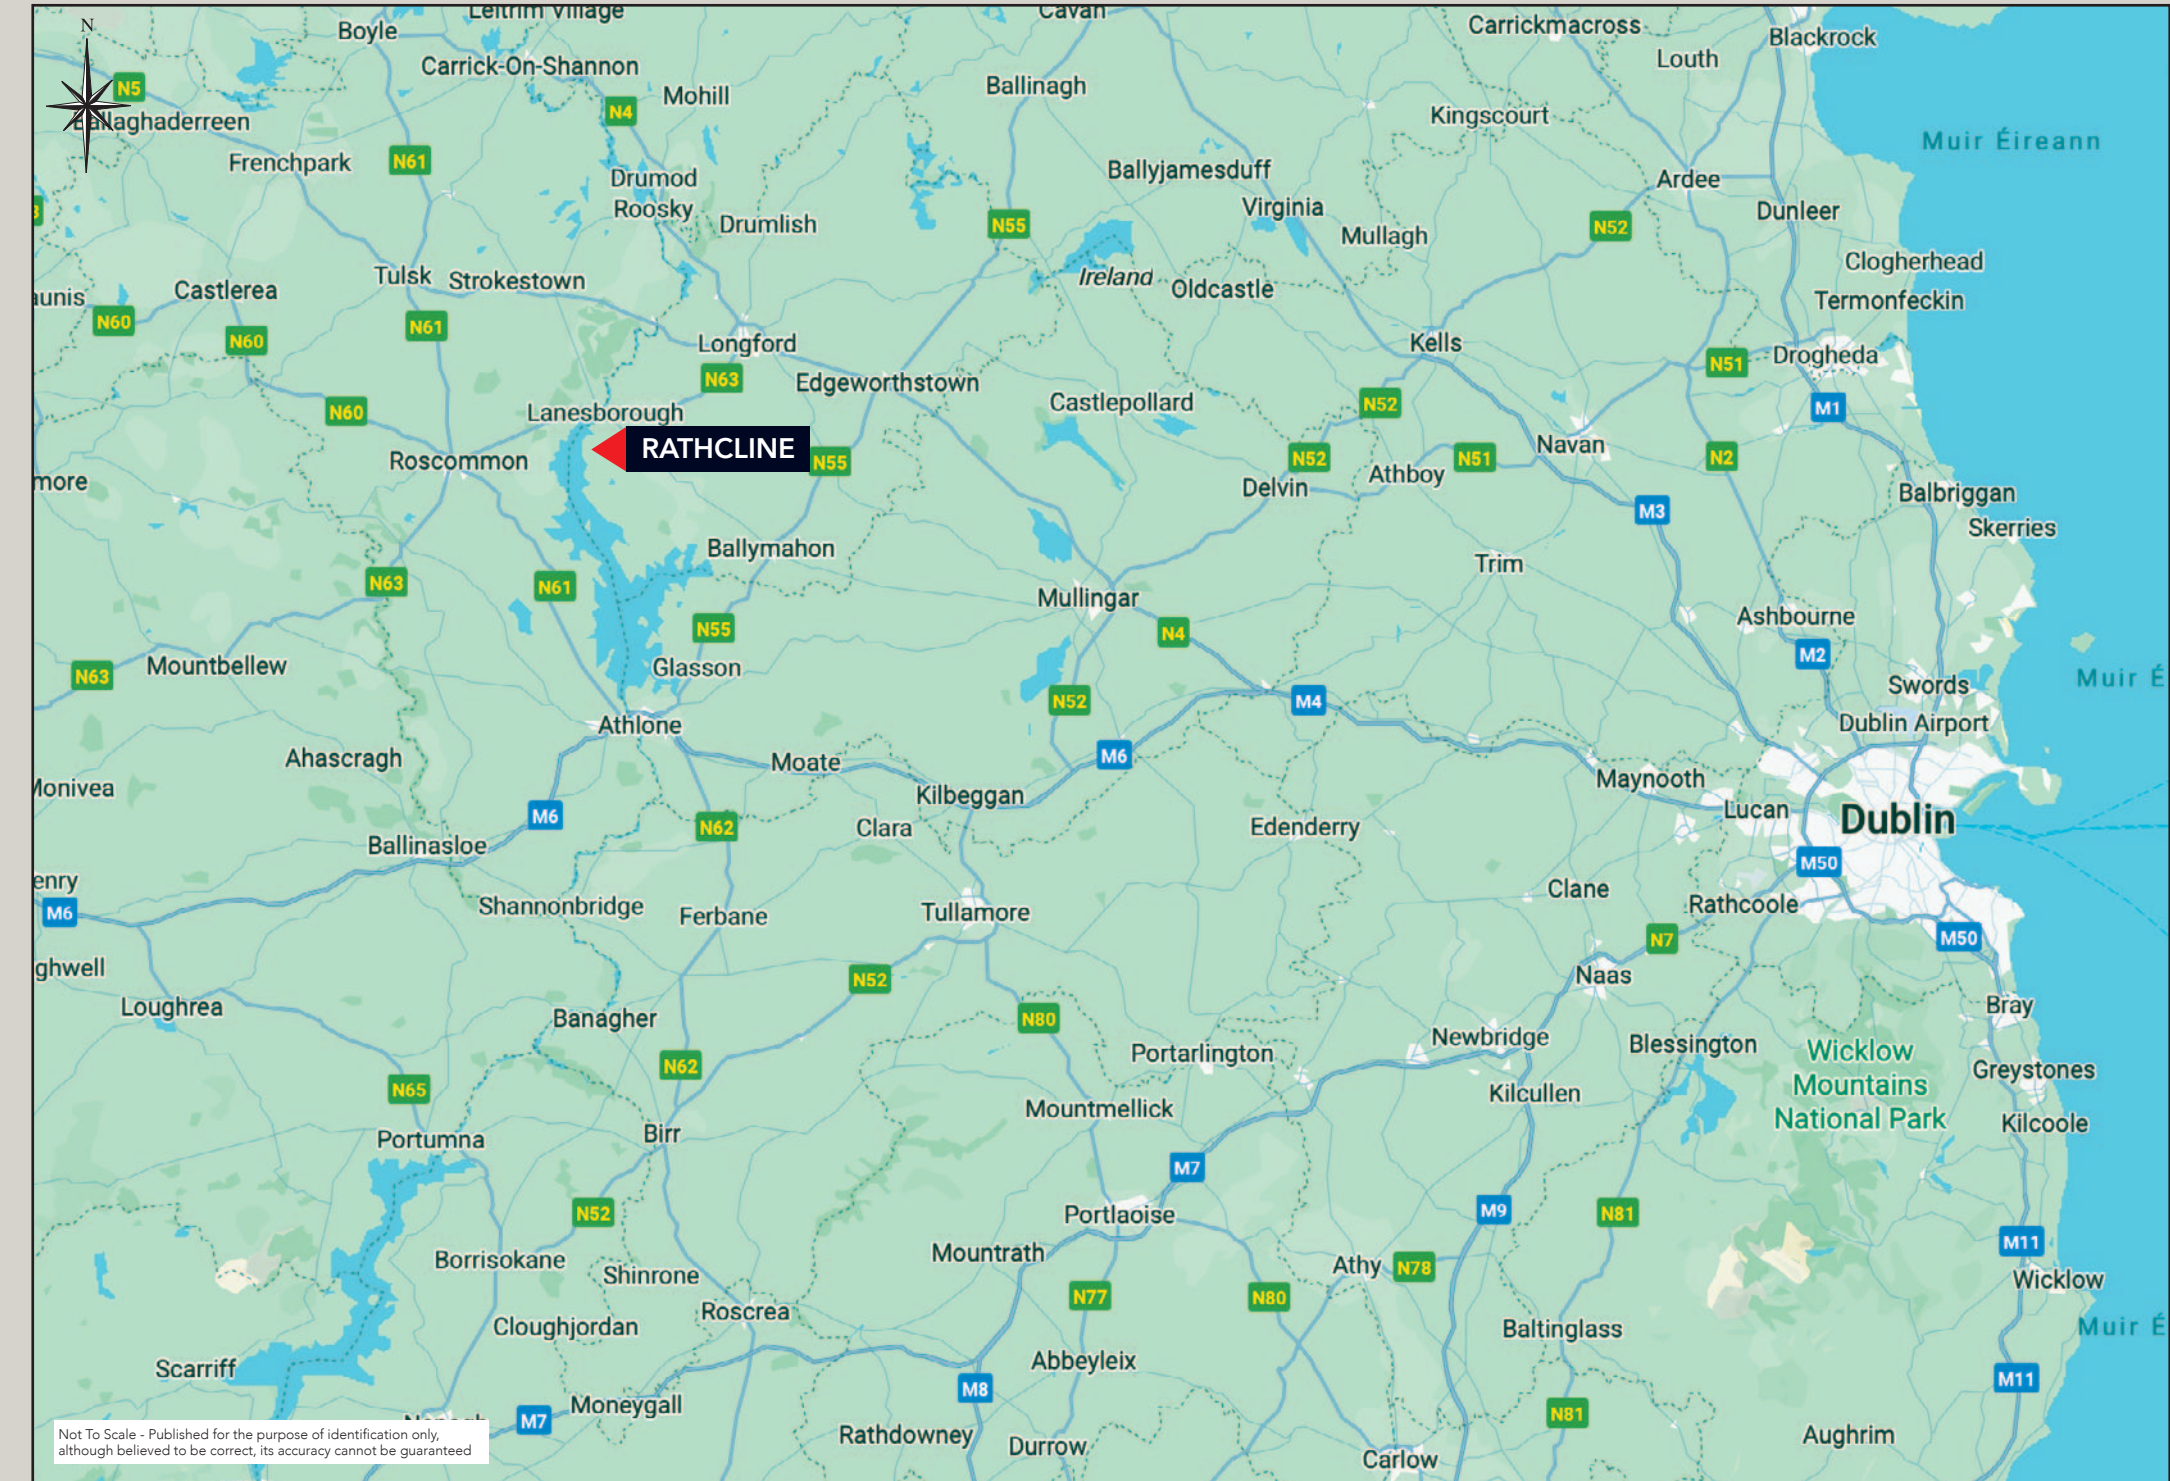 Leitrim Village
Cavan
Boyle
Carrickmacross
Blackrock
N
Louth
Carrick-On-Shannon
N5
Mohill
Ballinagh
N4
Kingscourt
Ballaghaderreen
Muir Éireann
Frenchpark
N61
Ballyjamesduff
Drumod
Ardee
Roosky
Virginia
Dunleer
Drumlish
N55
Mullagh
N52
Clogherhead
Tulsk
Strokestown
Ireland
Oldcastle
Castlerea
aunis
Termonfeckin
N60
N61
N60
Longford
Kells
Drogheda
N51
N63
Edgeworthstown
Castlepollard
N52
M1
N60
Lanesborough
RATHCLINE
Navan
Roscommon
N55
N52
N51
N2
Athboy
more
Delvin
Balbriggan
M3
Skerries
Ballymahon
Trim
N63
N61
Mullingar
Ashbourne
N55
N4
M2
Mountbellew
Glasson
N63
Muir É
Swords
N52
M4
Athlone
Dublin Airport
Ahascragh
Moate
M6
Maynooth
Monivea
Kilbeggan
Lucan
Dublin
M6
N62
Clara
Edenderry
Ballinasloe
M50
enry
Clane
M6
Shannonbridge
Ferbane
Tullamore
Rathcoole
N7
M50
ghwell
N52
Naas
Loughrea
Banagher
N80
Bray
Newbridge
Blessington
Portarlington
Wicklow
Mountains
National Park
N62
Greystones
N65
Kilcullen
Mountmellick
Kilcoole
Portumna
Birr
M7
N52
Portlaoise
M9
N81
M11
Mountrath
Borrisokane
Shinrone
Athy
N78
Wicklow
N77
N80
Roscrea
Cloughjordan
Baltinglass
Muir É
Scarriff
Abbeyleix
M8
M11
Moneygall
Nenagh
M7
N81
Rathdowney
Durrow
Aughrim
Carlow
Not To Scale - Published for the purpose of identification only,
although believed to be correct, its accuracy cannot be guaranteed